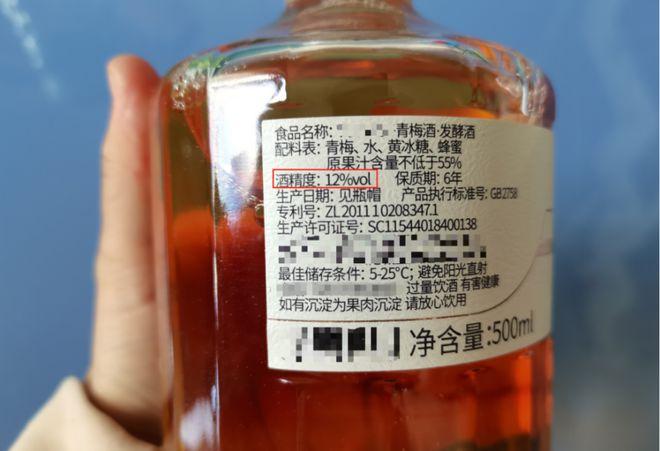 食品名称: 青梅酒·发酵酒
配料表: 青梅、水、黄冰糖、蜂蜜
原果汁含量不低于55%
酒精度: 12%vol 保质期: 6年
生产日期: 见瓶帽 产品执行标准号: GB2758
专利号: ZL201110208347.1
生产许可证号: SC11544018400138
最佳储存条件: 5-25℃; 避免阳光直射
过量饮酒 有害健康
如有沉淀为果肉沉淀 请放心饮用
净含量:500ml